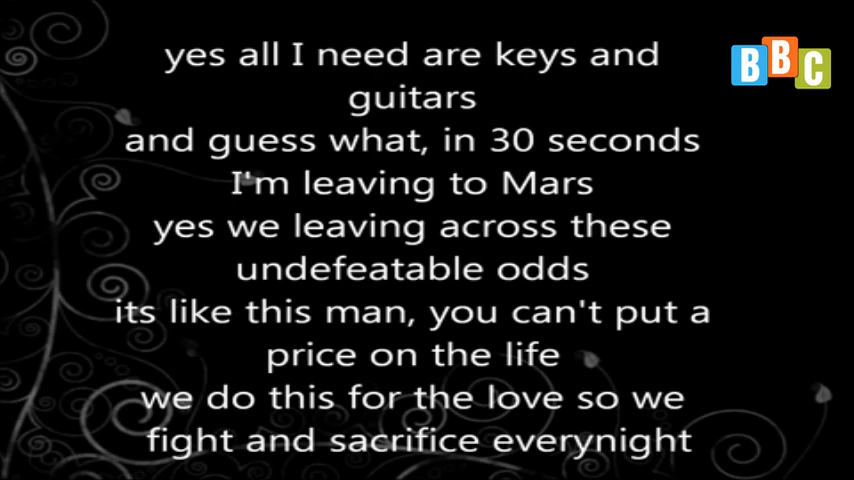 yes all I need are keys and
guitars
and guess what, in 30 seconds
I'm leaving to Mars
yes we leaving across these
undefeatable odds
its like this man, you can't put a
price on the life
we do this for the love so we
fight and sacrifice everynight
BBC